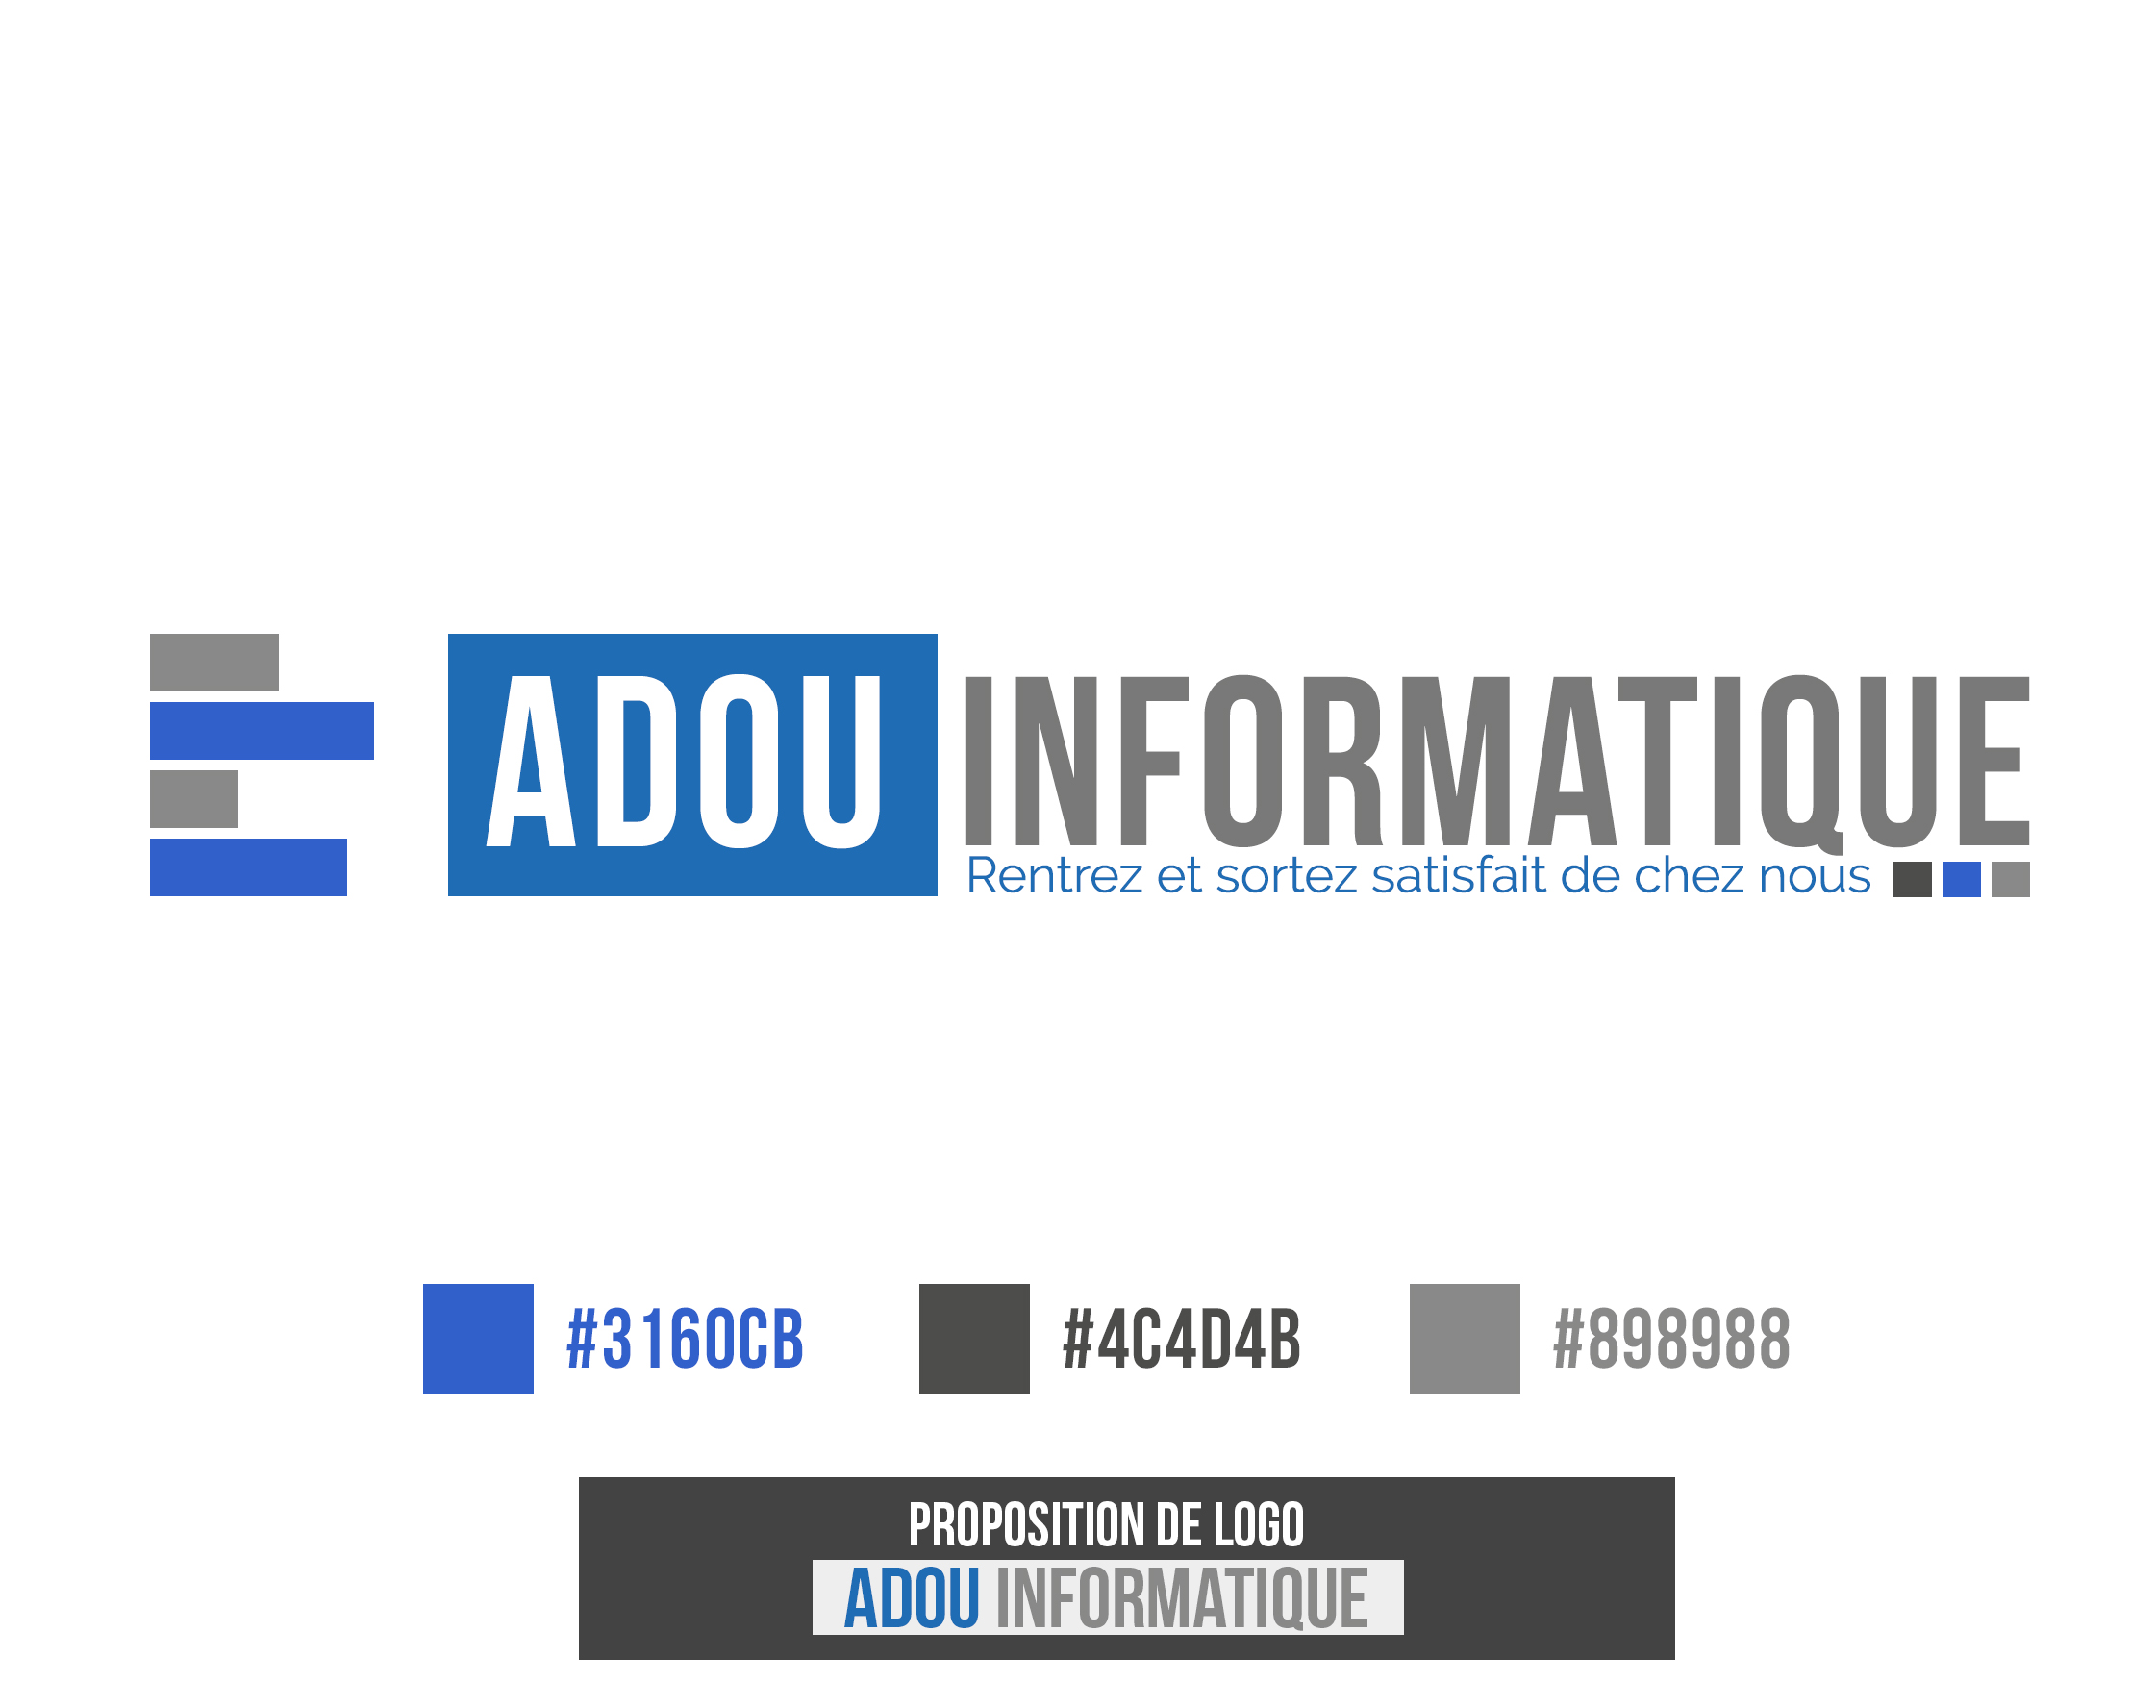 ADOU INFORMATIQUE
Rentrez et sortez satisfait de chez nous
#3160CB #4C4D4B #898988
PROPOSITION DE LOGO
ADOU INFORMATIQUE